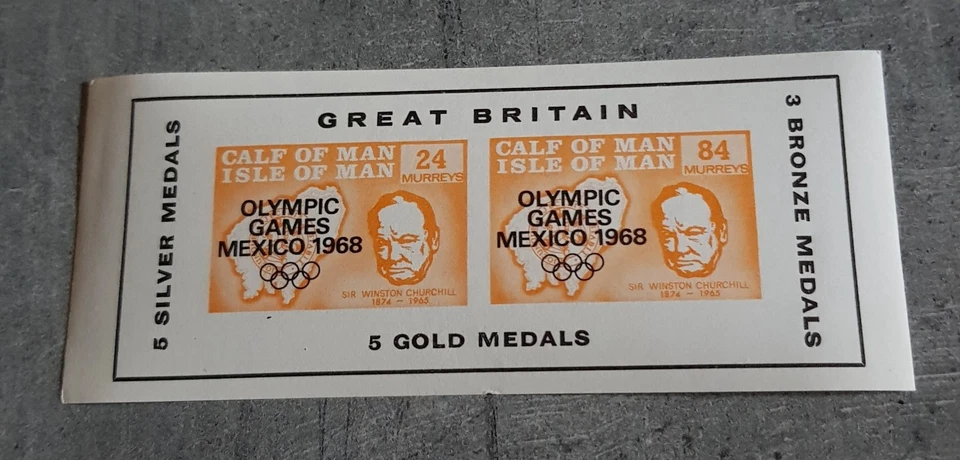 GREAT BRITAIN
5 SILVER MEDALS
CALF OF MAN
ISLE OF MAN
24
MURREYS
OLYMPIC
GAMES
MEXICO 1968
SIR WINSTON CHURCHILL
1874 – 1965
CALF OF MAN
ISLE OF MAN
84
MURREYS
OLYMPIC
GAMES
MEXICO 1968
SIR WINSTON CHURCHILL
1874 – 1965
3 BRONZE MEDALS
5 GOLD MEDALS